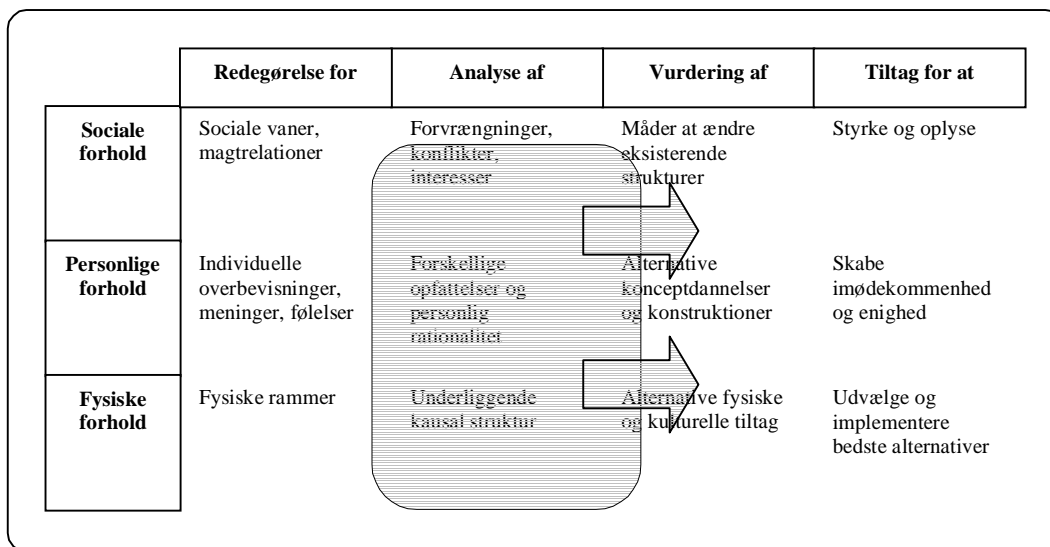 Redegørelse for
Analyse af
Vurdering af
Tiltag for at
Sociale
forhold
Sociale vaner,
magtrelationer
Forvrængninger,
konflikter,
interesser
Måder at ændre
eksisterende
strukturer
Styrke og oplyse
Personlige
forhold
Individuelle
overbevisninger,
meninger, følelser
Forskellige
opfattelser og
personlig
rationalitet
Alternative
konceptdannelser
og konstruktioner
Skabe
imødekommenhed
og enighed
Fysiske
forhold
Fysiske rammer
Underliggende
kausal struktur
Alternative fysiske
og kulturelle tiltag
Udvælge og
implementere
bedste alternativer